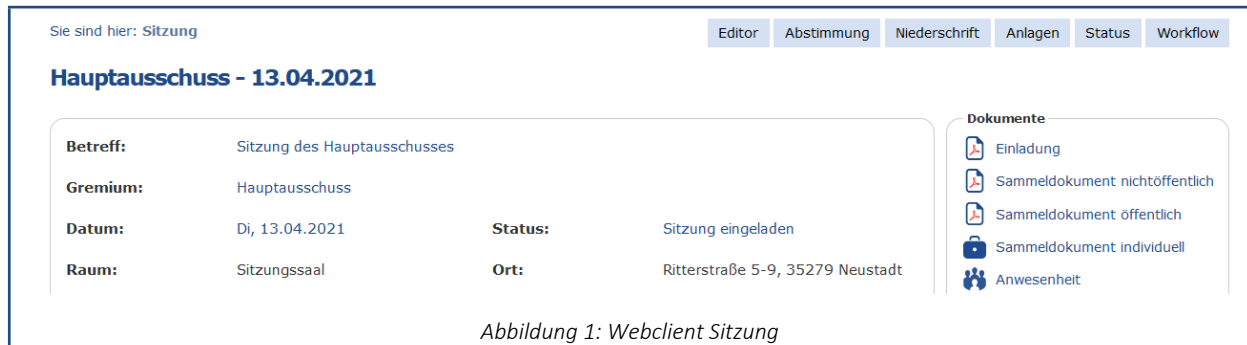 Sie sind hier: Sitzung
Editor Abstimmung Niederschrift Anlagen Status Workflow
Hauptausschuss - 13.04.2021
Betreff: Sitzung des Hauptausschusses
Gremium: Hauptausschuss
Datum: Di, 13.04.2021 Status: Sitzung eingeladen
Raum: Sitzungssaal Ort: Ritterstraße 5-9, 35279 Neustadt
Dokumente
Einladung
Sammeldokument nichtöffentlich
Sammeldokument öffentlich
Sammeldokument individuell
Anwesenheit
Abbildung 1: Webclient Sitzung